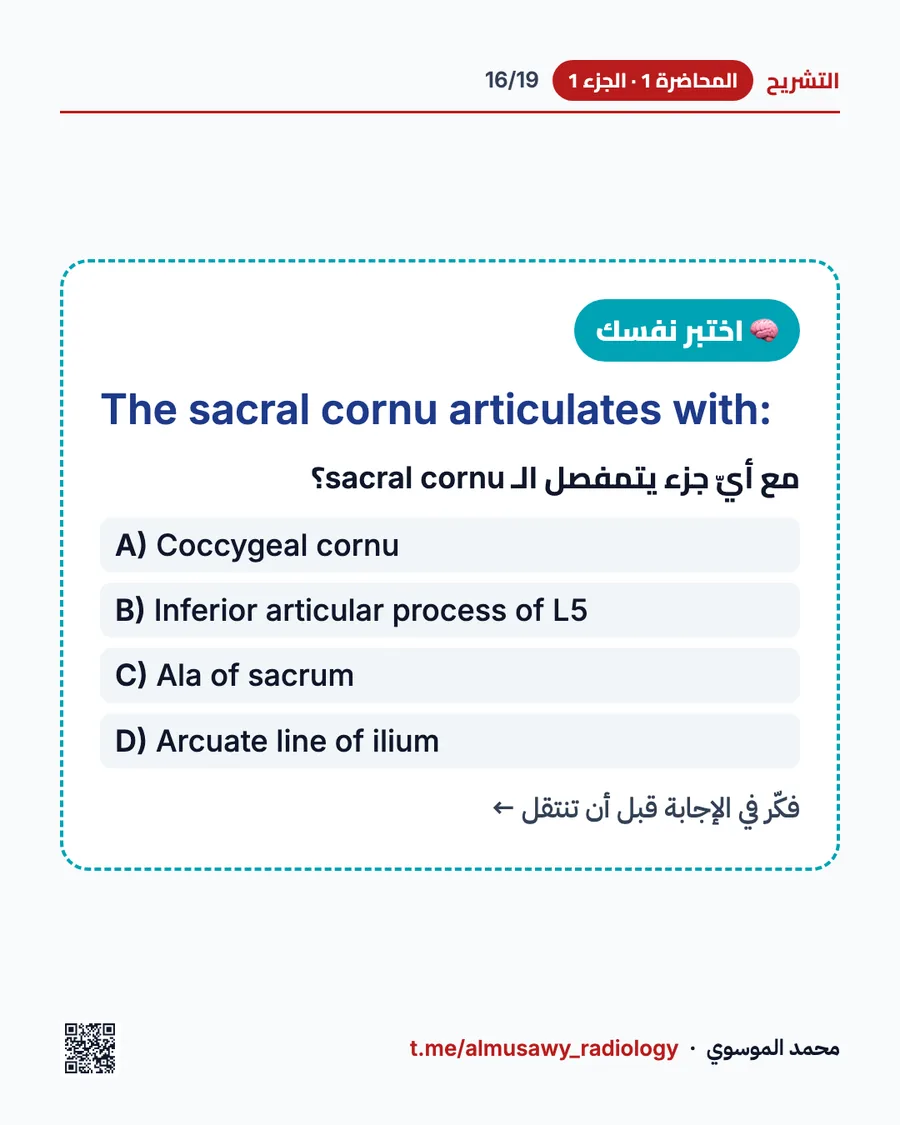 التشريح المحاضرة 1 · الجزء 1 16/19
🧠 اختبر نفسك
The sacral cornu articulates with:
مع أيّ جزء يتمفصل الـ sacral cornu؟
A) Coccygeal cornu
B) Inferior articular process of L5
C) Ala of sacrum
D) Arcuate line of ilium
فكّر في الإجابة قبل أن تنتقل ←
محمد الموسوي · t.me/almusawy_radiology